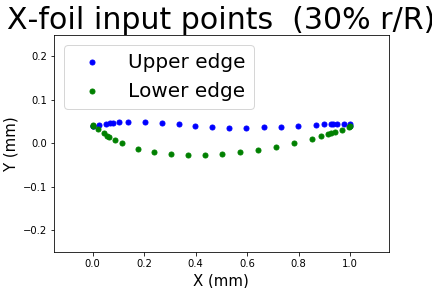 X-foil input points (30% r/R)
Upper edge
Lower edge
0.2
0.1
0.0
−0.1
−0.2
Y (mm)
0.0 0.2 0.4 0.6 0.8 1.0
X (mm)